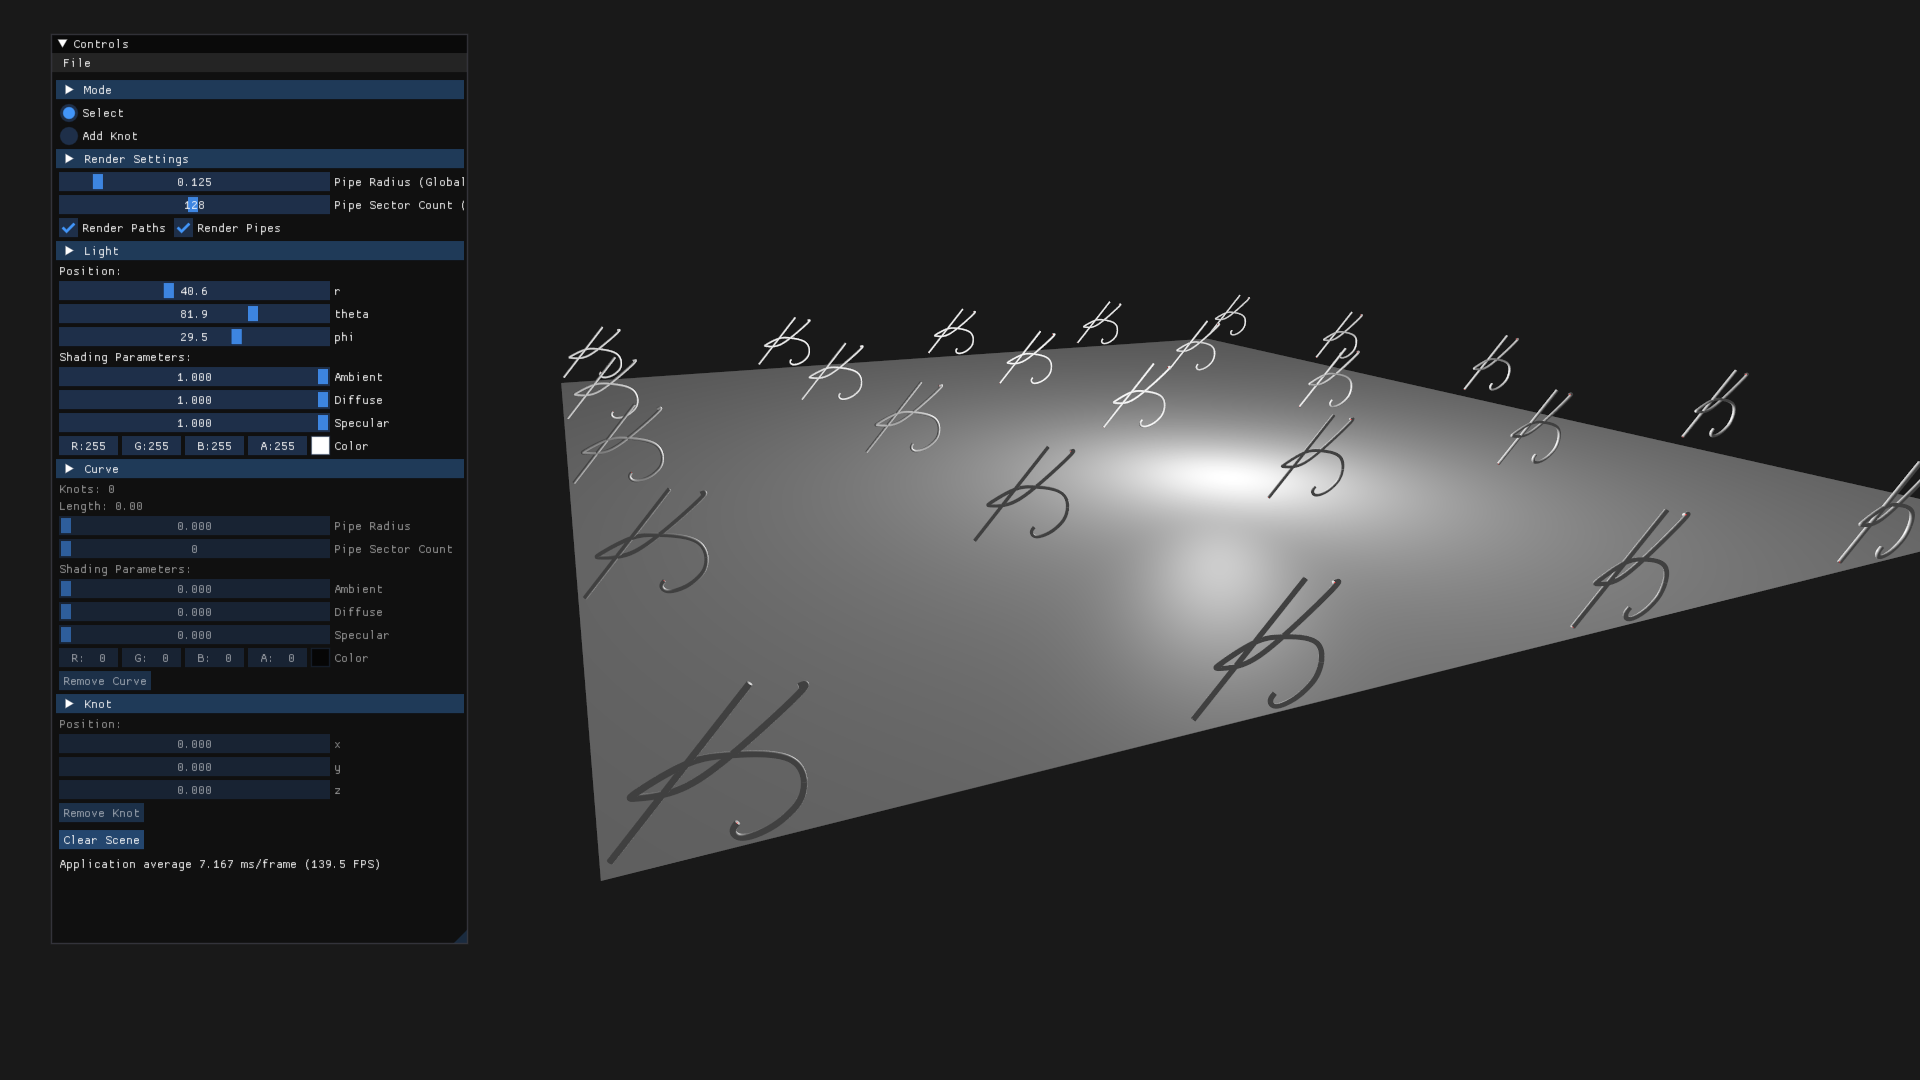 Controls
File
Mode
Select
Add Knot
Render Settings
0.125 Pipe Radius (Global
128 Pipe Sector Count (
Render Paths Render Pipes
Light
Position:
40.6 r
81.9 theta
29.5 phi
Shading Parameters:
1.000 Ambient
1.000 Diffuse
1.000 Specular
R:255 G:255 B:255 A:255 Color
Curve
Knots: 0
Length: 0.00
0.000 Pipe Radius
0 Pipe Sector Count
Shading Parameters:
0.000 Ambient
0.000 Diffuse
0.000 Specular
R: 0 G: 0 B: 0 A: 0 Color
Remove Curve
Knot
Position:
0.000 x
0.000 y
0.000 z
Remove Knot
Clear Scene
Application average 7.167 ms/frame (139.5 FPS)